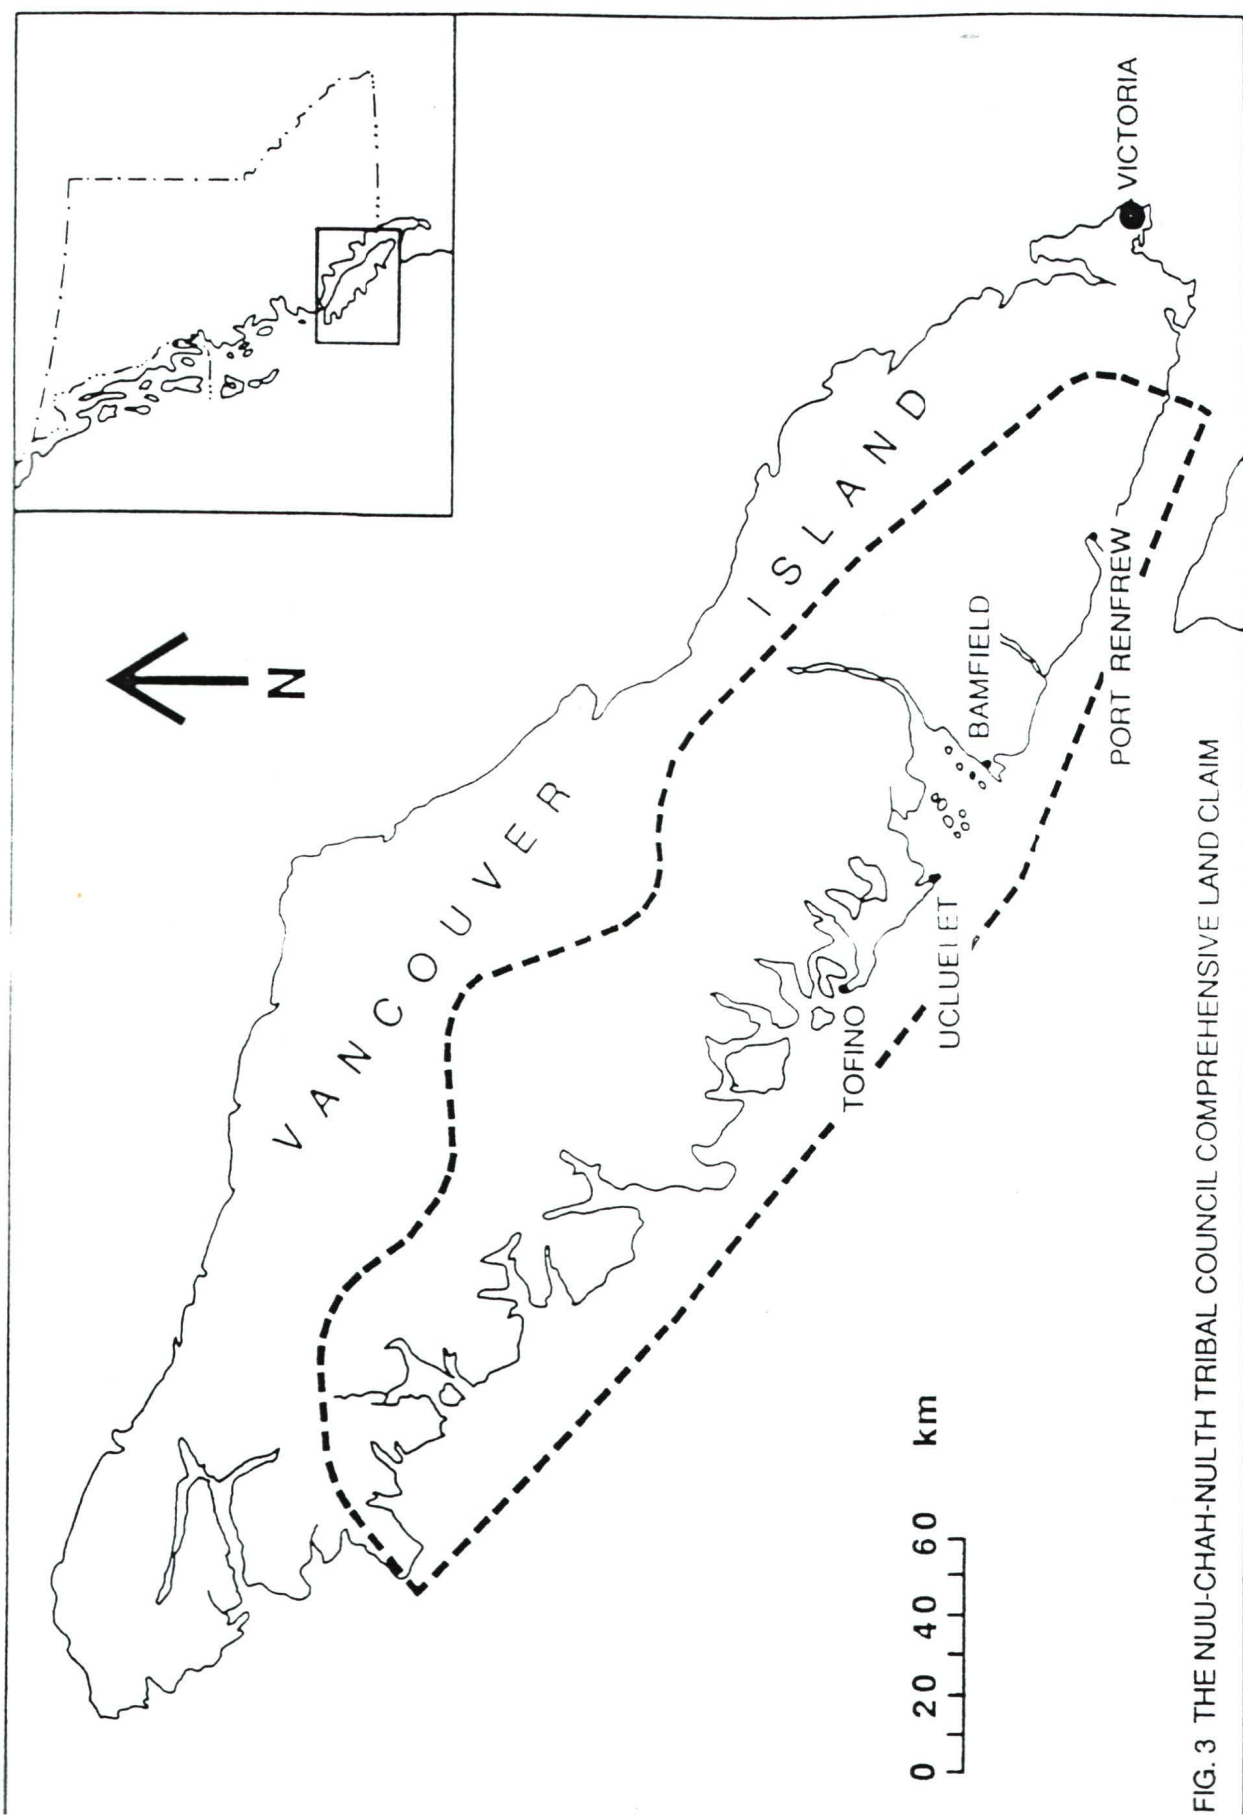 N
VANCOUVER ISLAND
VICTORIA
BAMFIELD
PORT RENFREW
UCLUELET
TOFINO
0 20 40 60 km
FIG. 3 THE NUU-CHAH-NULTH TRIBAL COUNCIL COMPREHENSIVE LAND CLAIM